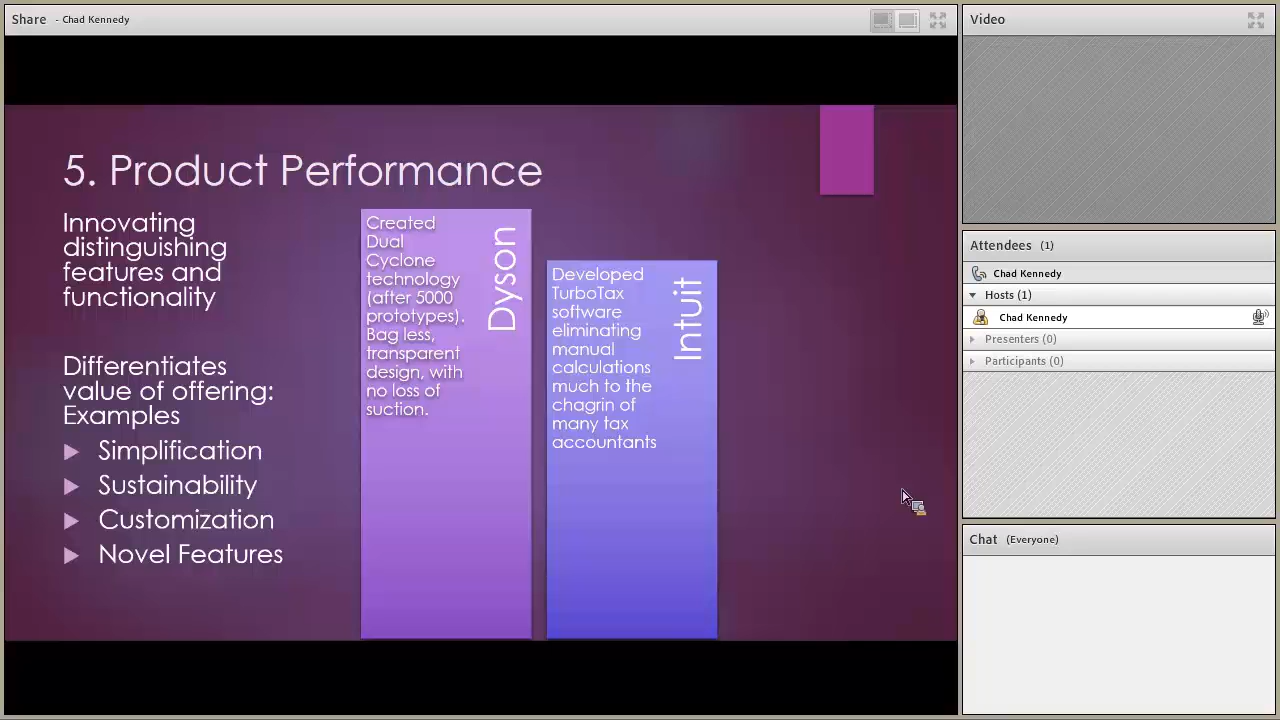 Share - Chad Kennedy
5. Product Performance
Innovating
distinguishing
features and
functionality
Differentiates
value of offering:
Examples
Simplification
Sustainability
Customization
Novel Features
Created
Dual
Cyclone
technology
(after 5000
prototypes).
Bag less,
transparent
design, with
no loss of
suction.
Dyson
Developed
TurboTax
software
eliminating
manual
calculations
much to the
chagrin of
many tax
accountants
Intuit
Video
Attendees (1)
Chad Kennedy
Hosts (1)
Chad Kennedy
Presenters (0)
Participants (0)
Chat (Everyone)